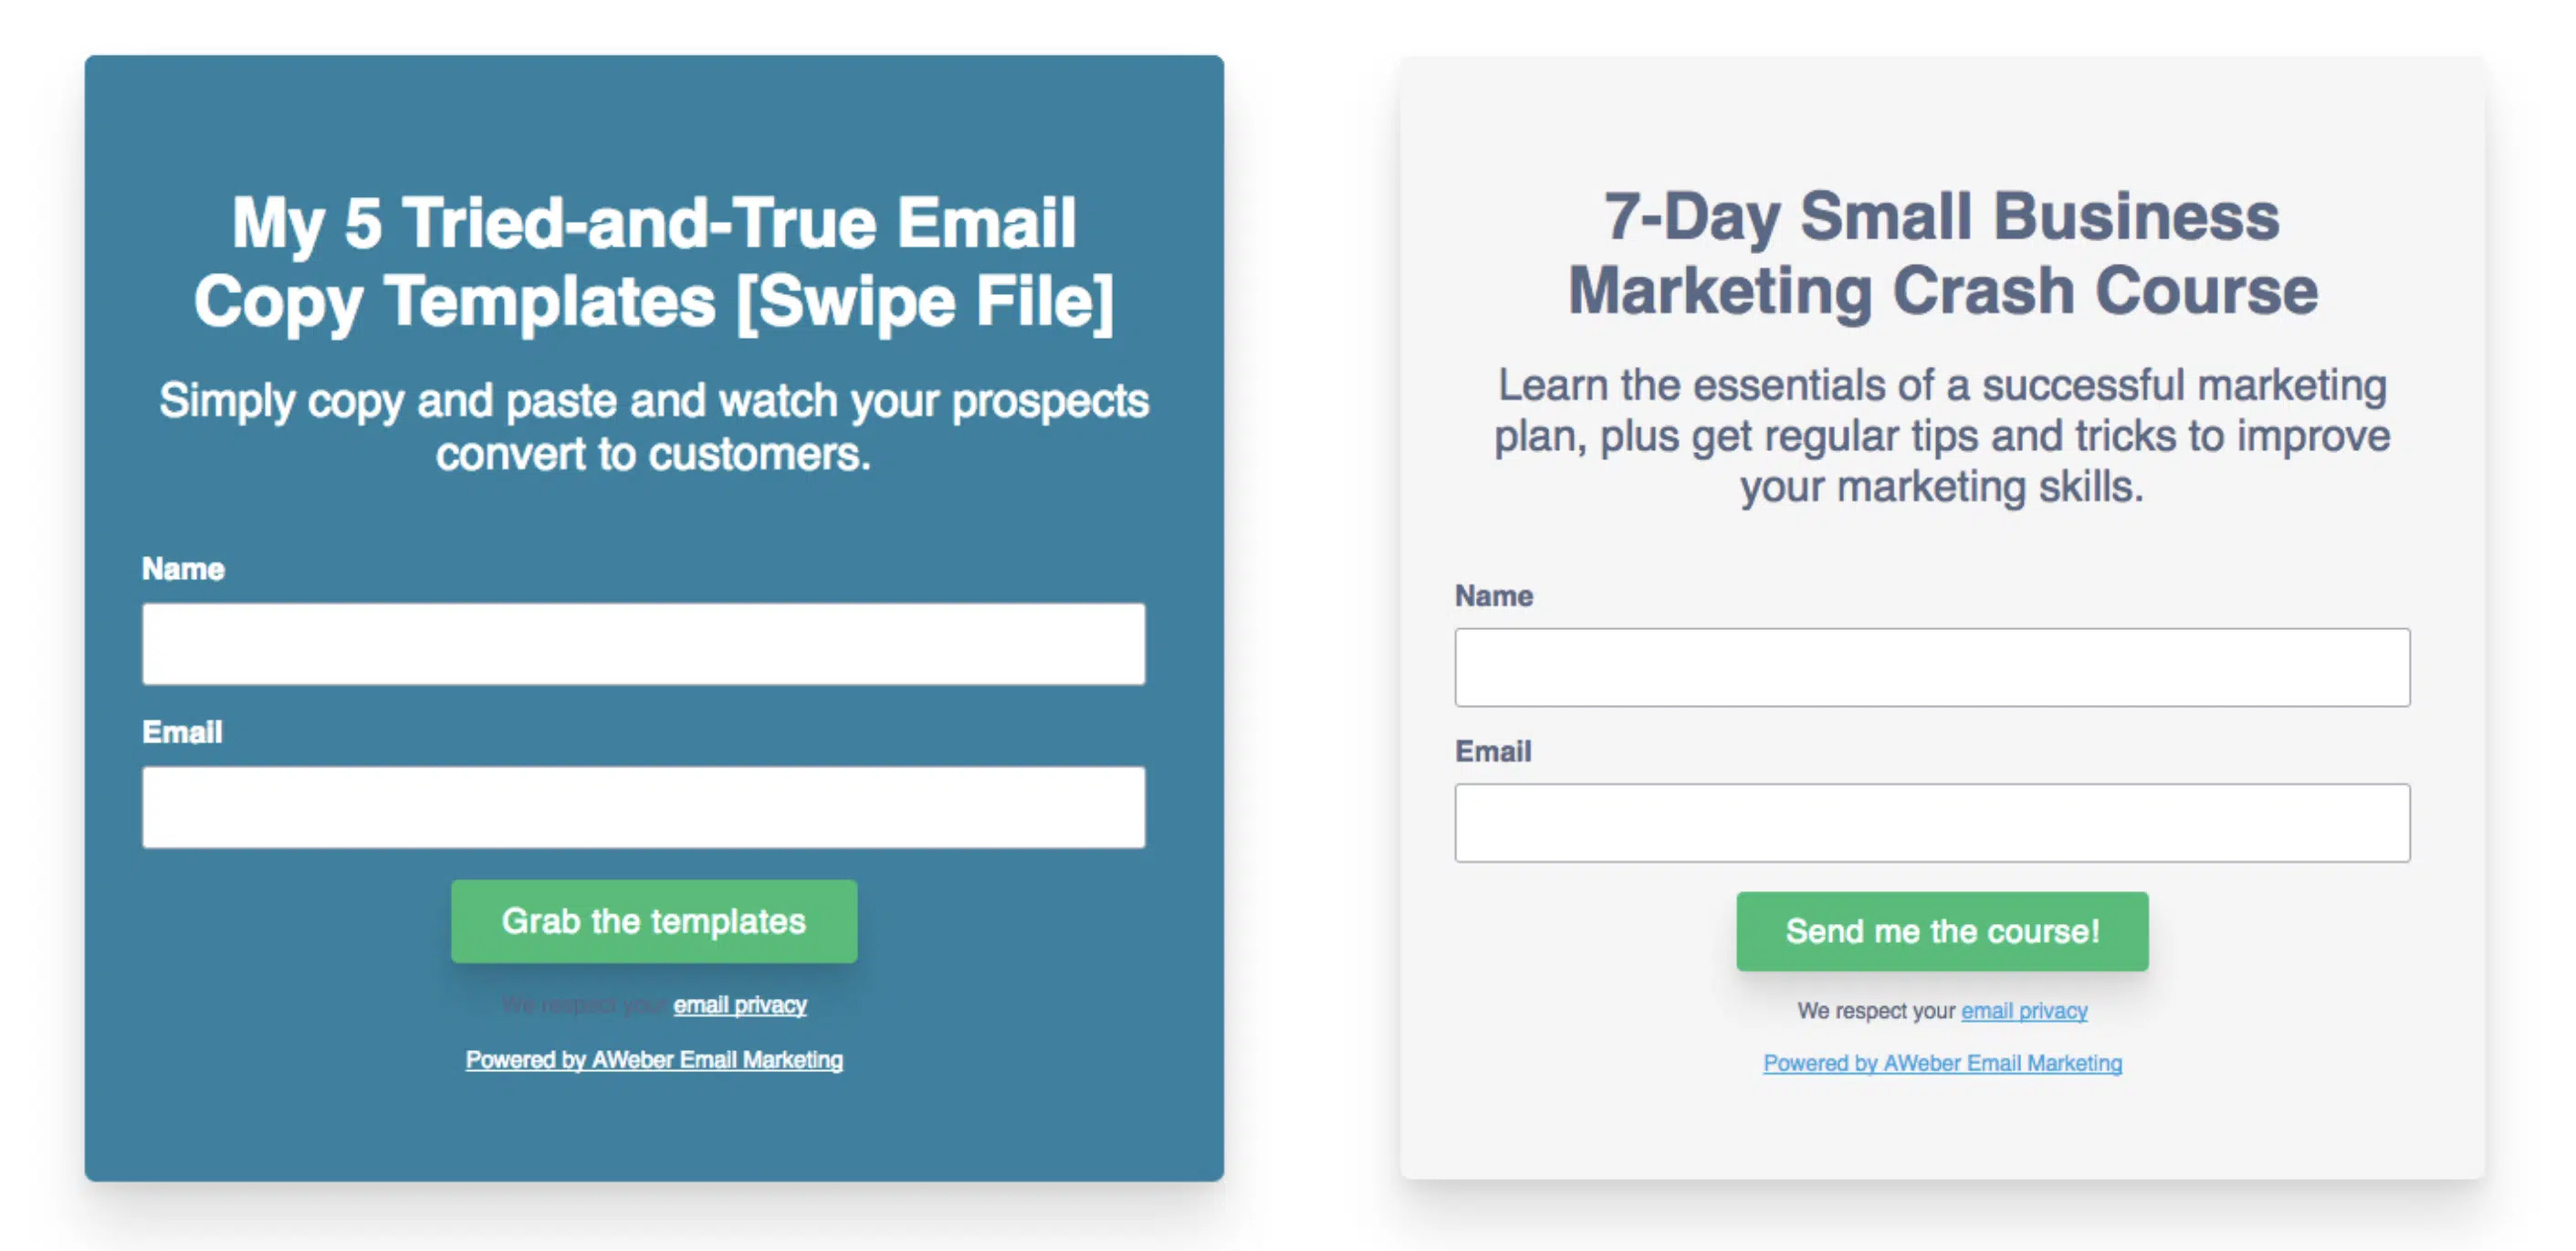 My 5 Tried-and-True Email
Copy Templates [Swipe File]
Simply copy and paste and watch your prospects
convert to customers.
Name
Email
Grab the templates
We respect your email privacy
Powered by AWeber Email Marketing
7-Day Small Business
Marketing Crash Course
Learn the essentials of a successful marketing
plan, plus get regular tips and tricks to improve
your marketing skills.
Name
Email
Send me the course!
We respect your email privacy
Powered by AWeber Email Marketing